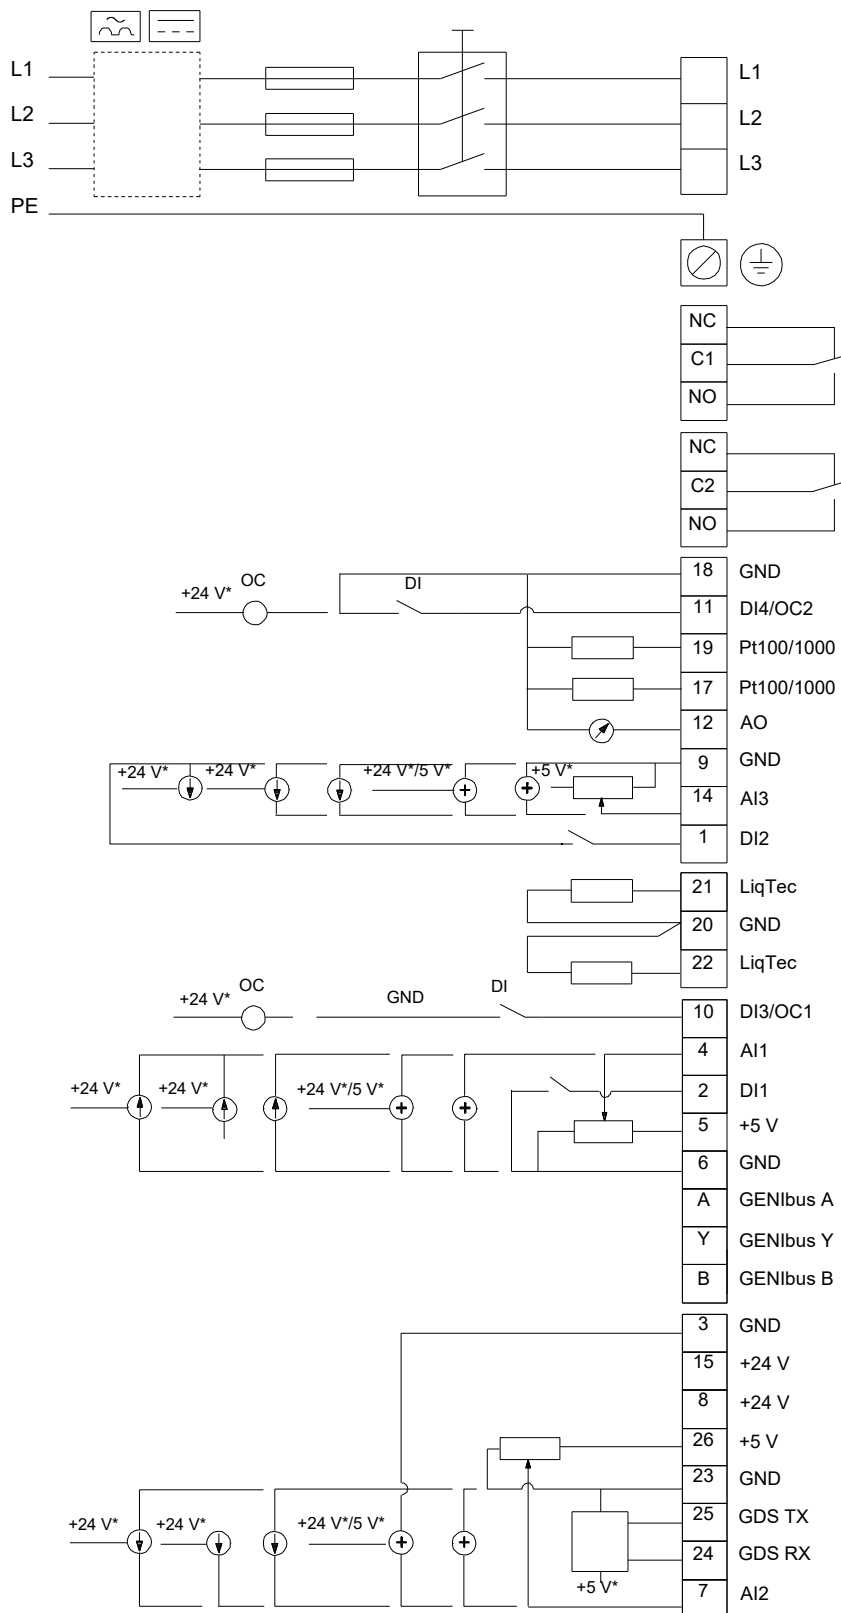 L1 L1
L2 L2
L3 L3
PE
NC
C1
NO
NC
C2
NO
18 GND
+24 V* OC DI 11 DI4/OC2
19 Pt100/1000
17 Pt100/1000
12 AO
9 GND
+24 V* +24 V* +24 V*/5 V* +5 V*
14 AI3
1 DI2
21 LiqTec
20 GND
22 LiqTec
+24 V* OC GND DI 10 DI3/OC1
4 AI1
+24 V* +24 V* +24 V*/5 V* 2 DI1
5 +5 V
6 GND
A GENIbus A
Y GENIbus Y
B GENIbus B
3 GND
15 +24 V
8 +24 V
26 +5 V
23 GND
+24 V* +24 V* +24 V*/5 V* 25 GDS TX
24 GDS RX
+5 V*
7 AI2